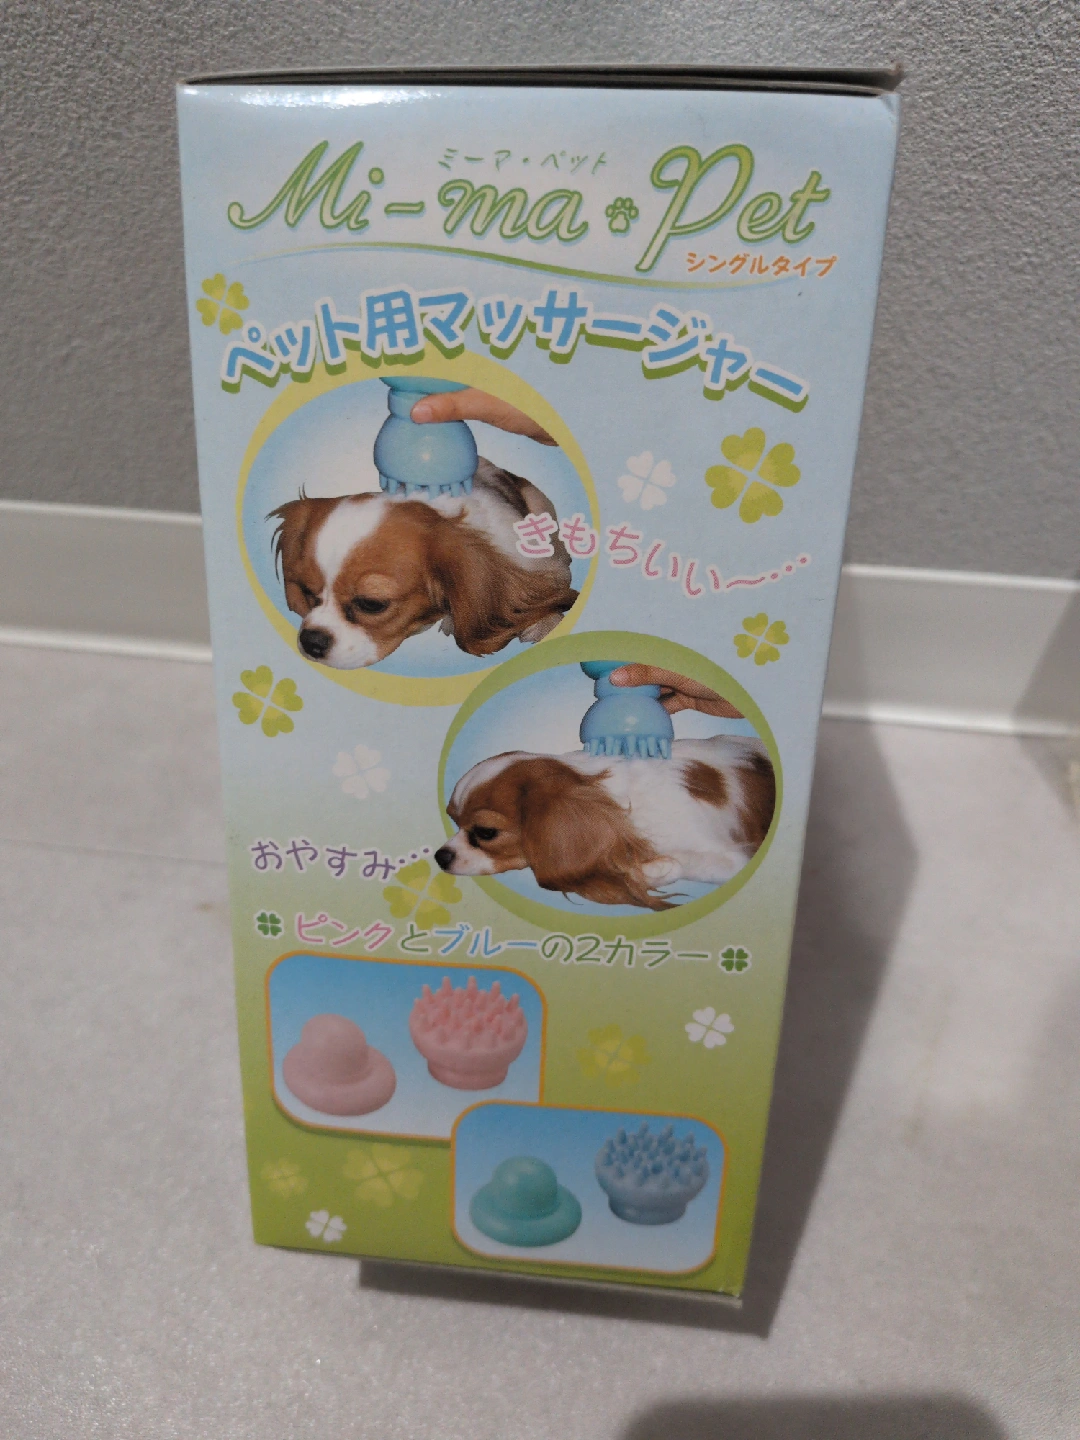 ミーマ・ペット
Mi-ma Pet
シングルタイプ
ペット用マッサージャー
きもちいい〜…
おやすみ…
ピンクとブルーの2カラー